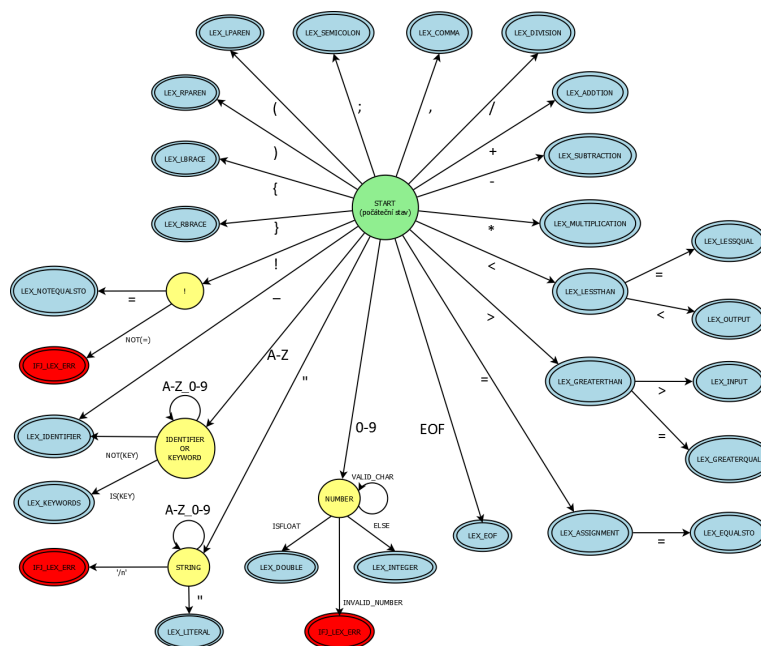 LEX_LPAREN
LEX_SEMICOLON
LEX_COMMA
LEX_DIVISION
LEX_RPAREN
LEX_ADDTION
(
;
,
/
LEX_LBRACE
)
+
LEX_SUBTRACTION
{
-
START
(počáteční stav)
LEX_RBRACE
}
*
LEX_MULTIPLICATION
LEX_LESSQUAL
!
<
=
LEX_NOTEQUALSTO
=
!
_
LEX_LESSTHAN
<
LEX_OUTPUT
>
NOT(=)
A-Z
"
=
IFJ_LEX_ERR
LEX_GREATERTHAN
>
LEX_INPUT
A-Z_0-9
0-9
EOF
=
LEX_IDENTIFIER
IDENTIFIER
OR
KEYWORD
NOT(KEY)
LEX_GREATERQUAL
VALID_CHAR
LEX_KEYWORDS
IS(KEY)
NUMBER
A-Z_0-9
ISFLOAT
ELSE
LEX_EOF
LEX_ASSIGNMENT
=
LEX_EQUALSTO
IFJ_LEX_ERR
'/n'
STRING
LEX_DOUBLE
LEX_INTEGER
"
INVALID_NUMBER
LEX_LITERAL
IFJ_LEX_ERR